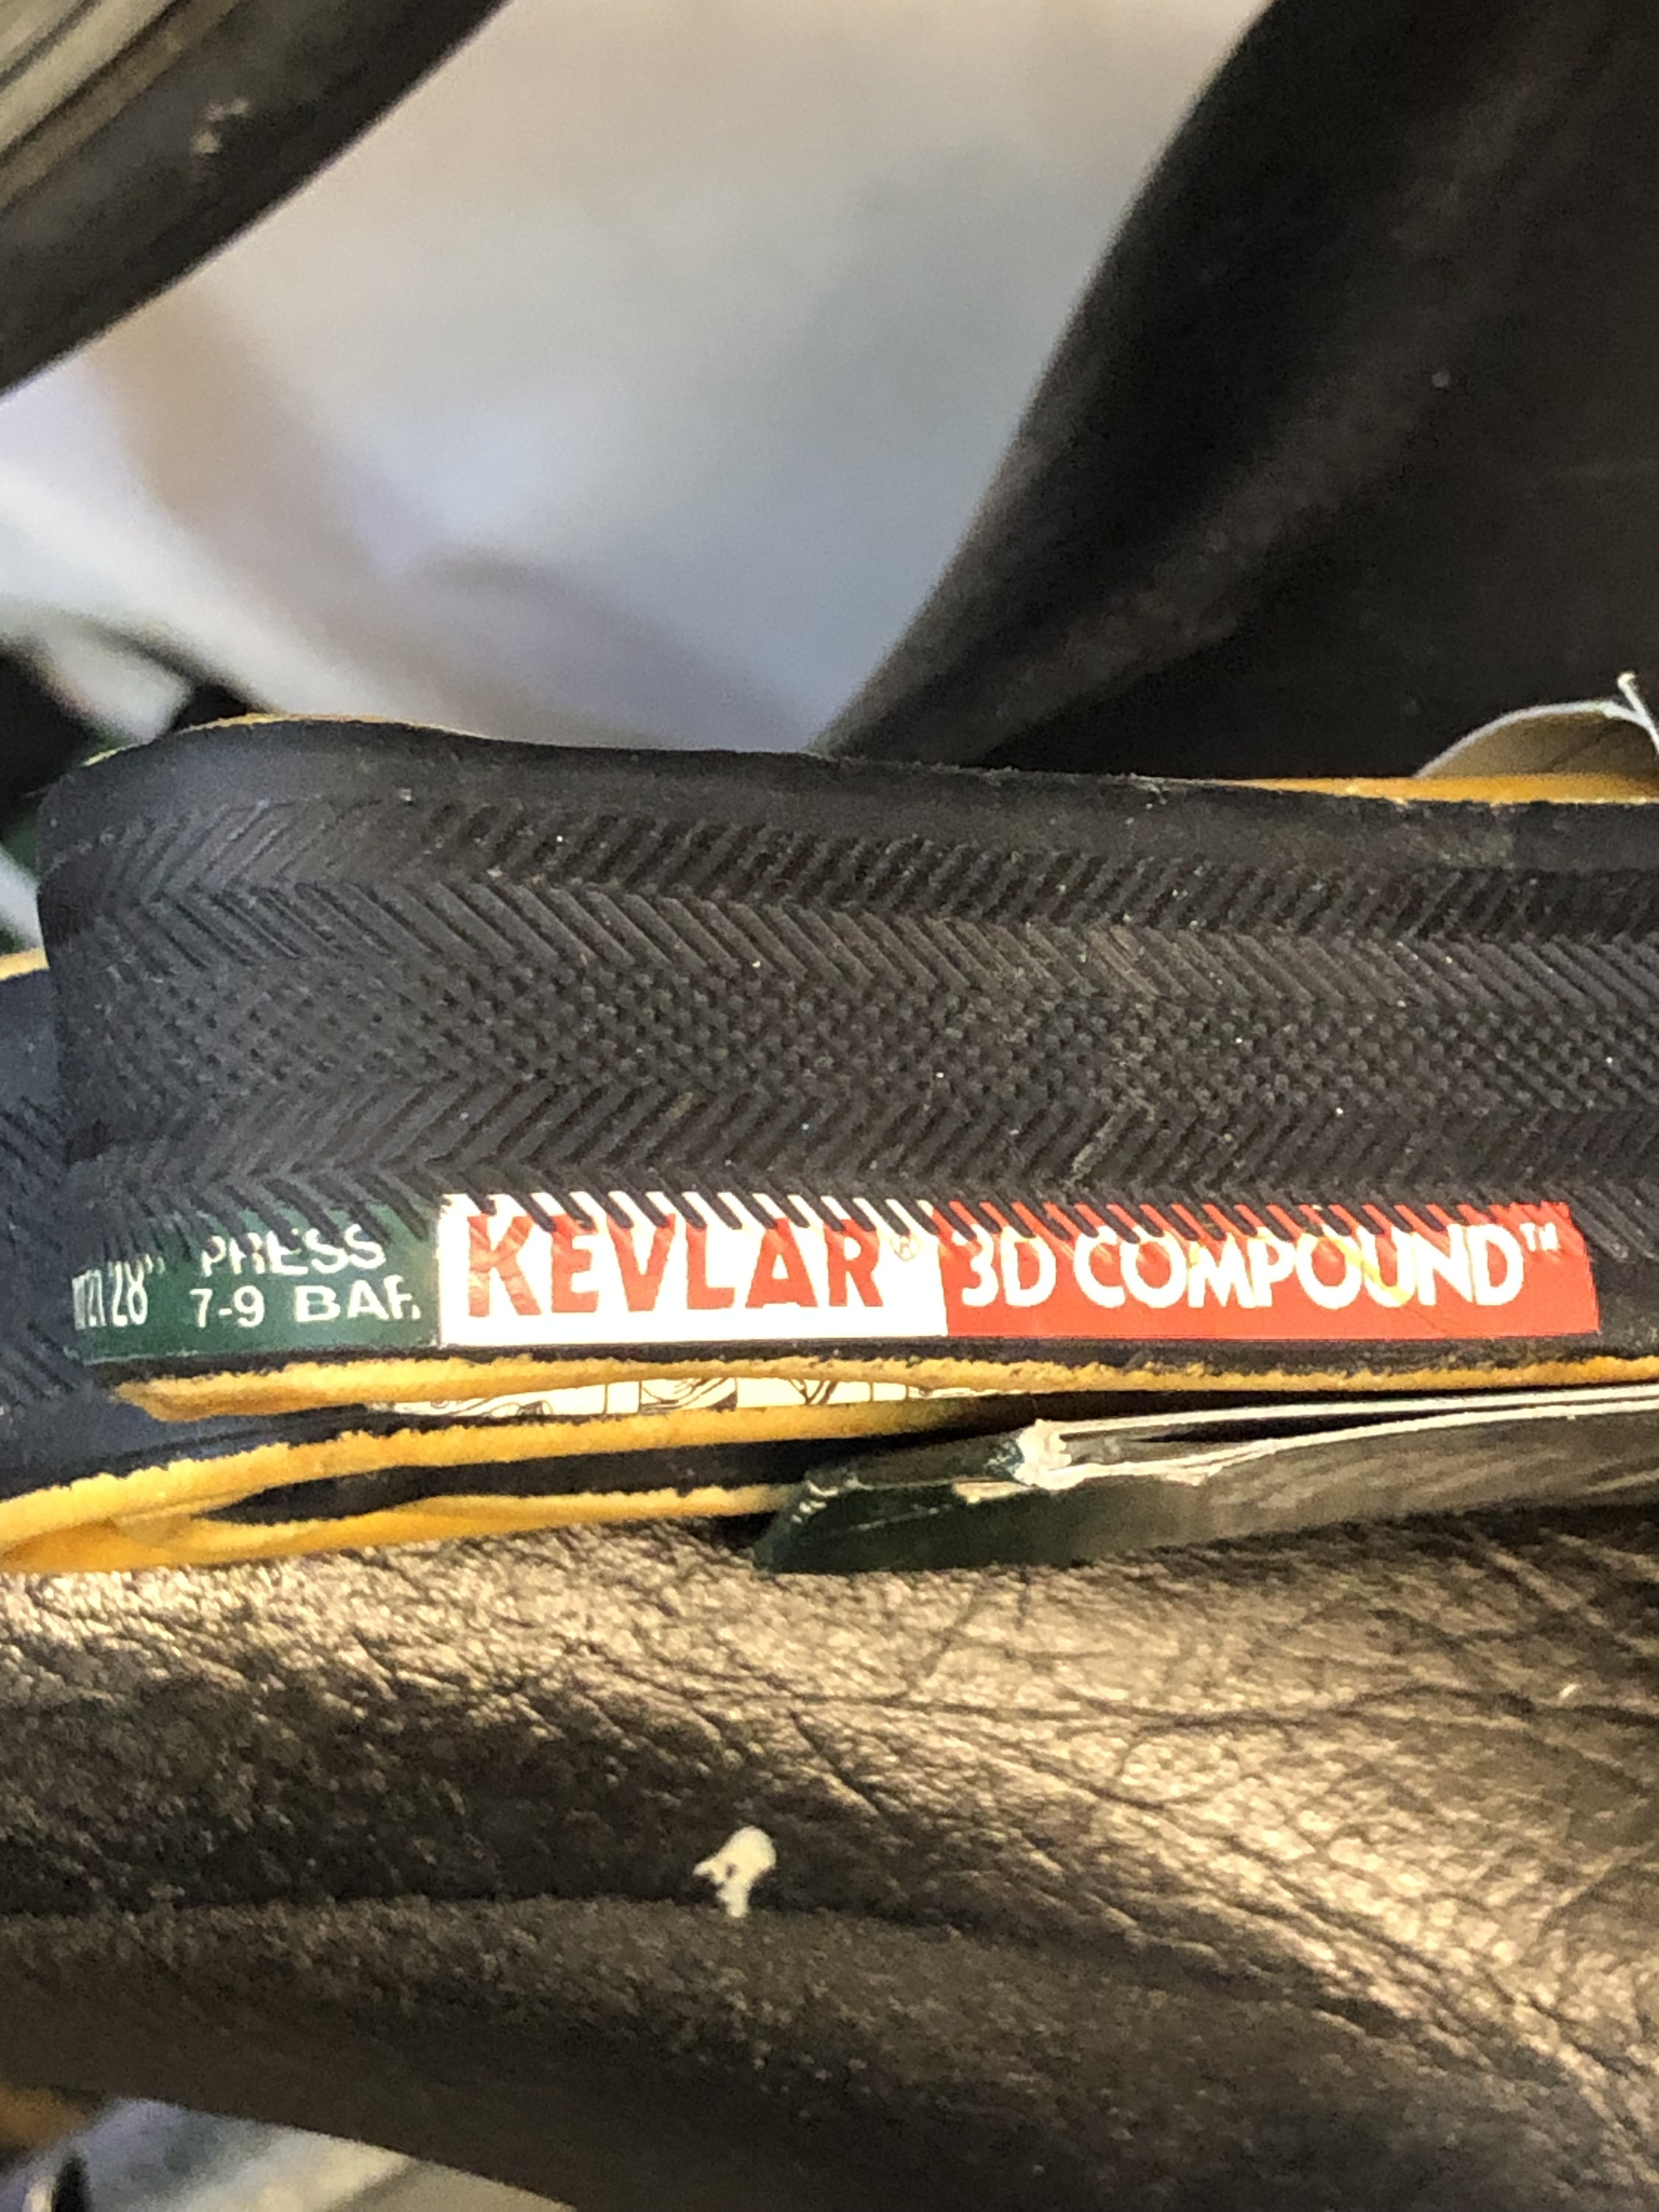 28” PRESS
7-9 BAR
KEVLAR® 3D COMPOUND™